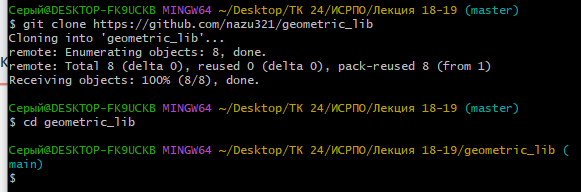 Серый@DESKTOP-FK9UCKB MINGW64 ~/Desktop/ТК 24/ИСРПО/Лекция 18-19 (master)
$ git clone https://github.com/nazu321/geometric_lib
Cloning into 'geometric_lib'...
remote: Enumerating objects: 8, done.
remote: Total 8 (delta 0), reused 0 (delta 0), pack-reused 8 (from 1)
Receiving objects: 100% (8/8), done.
Серый@DESKTOP-FK9UCKB MINGW64 ~/Desktop/ТК 24/ИСРПО/Лекция 18-19 (master)
$ cd geometric_lib
Серый@DESKTOP-FK9UCKB MINGW64 ~/Desktop/ТК 24/ИСРПО/Лекция 18-19/geometric_lib (
main)
$